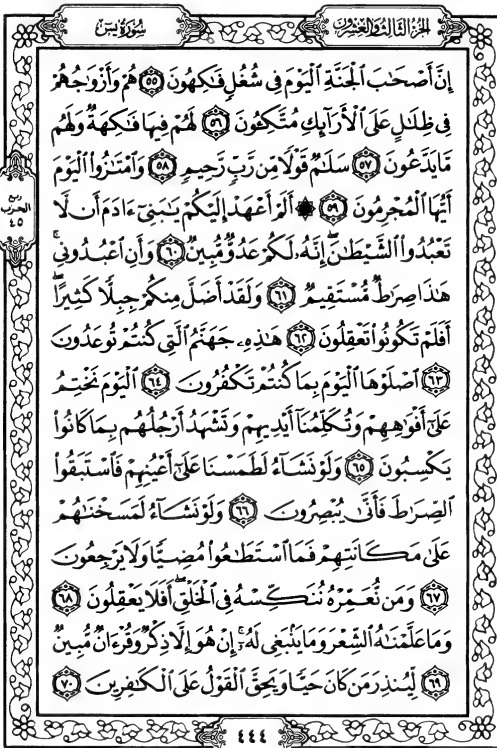 الجزء الثالث والعشرون
سورة يس
إِنَّ أَصْحَٰبَ ٱلْجَنَّةِ ٱلْيَوْمَ فِى شُغُلٍ فَٰكِهُونَ ٥٥ هُمْ وَأَزْوَٰجُهُمْ
فِى ظِلَٰلٍ عَلَى ٱلْأَرَآئِكِ مُتَّكِـُٔونَ ٥٦ لَهُمْ فِيهَا فَٰكِهَةٌ وَلَهُم
مَّا يَدَّعُونَ ٥٧ سَلَٰمٌ قَوْلًا مِّن رَّبٍّ رَّحِيمٍ ٥٨ وَٱمْتَٰزُوا۟ ٱلْيَوْمَ
أَيُّهَا ٱلْمُجْرِمُونَ ٥٩ ۞ أَلَمْ أَعْهَدْ إِلَيْكُمْ يَٰبَنِىٓ ءَادَمَ أَن لَّا
تَعْبُدُوا۟ ٱلشَّيْطَٰنَ ۖ إِنَّهُۥ لَكُمْ عَدُوٌّ مُّبِينٌ ٦٠ وَأَنِ ٱعْبُدُونِى ۚ
هَٰذَا صِرَٰطٌ مُّسْتَقِيمٌ ٦١ وَلَقَدْ أَضَلَّ مِنكُمْ جِبِلًّا كَثِيرًا ۖ
أَفَلَمْ تَكُونُوا۟ تَعْقِلُونَ ٦٢ هَٰذِهِۦ جَهَنَّمُ ٱلَّتِى كُنتُمْ تُوعَدُونَ
٦٣ ٱصْلَوْهَا ٱلْيَوْمَ بِمَا كُنتُمْ تَكْفُرُونَ ٦٤ ٱلْيَوْمَ نَخْتِمُ
عَلَىٰٓ أَفْوَٰهِهِمْ وَتُكَلِّمُنَآ أَيْدِيهِمْ وَتَشْهَدُ أَرْجُلُهُم بِمَا كَانُوا۟
يَكْسِبُونَ ٦٥ وَلَوْ نَشَآءُ لَطَمَسْنَا عَلَىٰٓ أَعْيُنِهِمْ فَٱسْتَبَقُوا۟
ٱلصِّرَٰطَ فَأَنَّىٰ يُبْصِرُونَ ٦٦ وَلَوْ نَشَآءُ لَمَسَخْنَٰهُمْ
عَلَىٰ مَكَانَتِهِمْ فَمَا ٱسْتَطَٰعُوا۟ مُضِيًّا وَلَا يَرْجِعُونَ
٦٧ وَمَن نُّعَمِّرْهُ نُنَكِّسْهُ فِى ٱلْخَلْقِ ۖ أَفَلَا يَعْقِلُونَ ٦٨
وَمَا عَلَّمْنَٰهُ ٱلشِّعْرَ وَمَا يَنۢبَغِى لَهُۥٓ ۚ إِنْ هُوَ إِلَّا ذِكْرٌ وَقُرْءَانٌ مُّبِينٌ
٦٩ لِّيُنذِرَ مَن كَانَ حَيًّا وَيَحِقَّ ٱلْقَوْلُ عَلَى ٱلْكَٰفِرِينَ ٧٠
ربع
الحزب
٤٥
٤٤٤